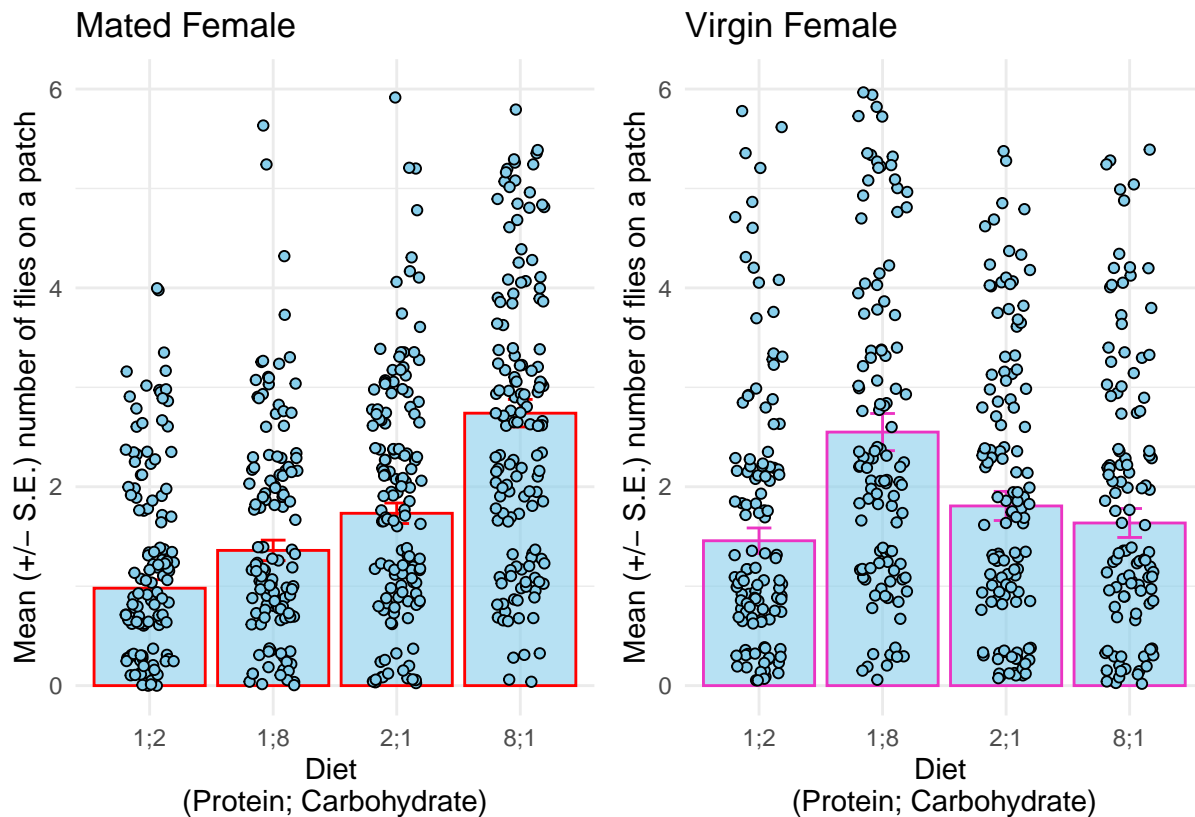 Mated Female
Mean (+/− S.E.) number of flies on a patch
6
4
2
0
1;2 1;8 2;1 8;1
Diet
(Protein; Carbohydrate)
Virgin Female
Mean (+/− S.E.) number of flies on a patch
6
4
2
0
1;2 1;8 2;1 8;1
Diet
(Protein; Carbohydrate)